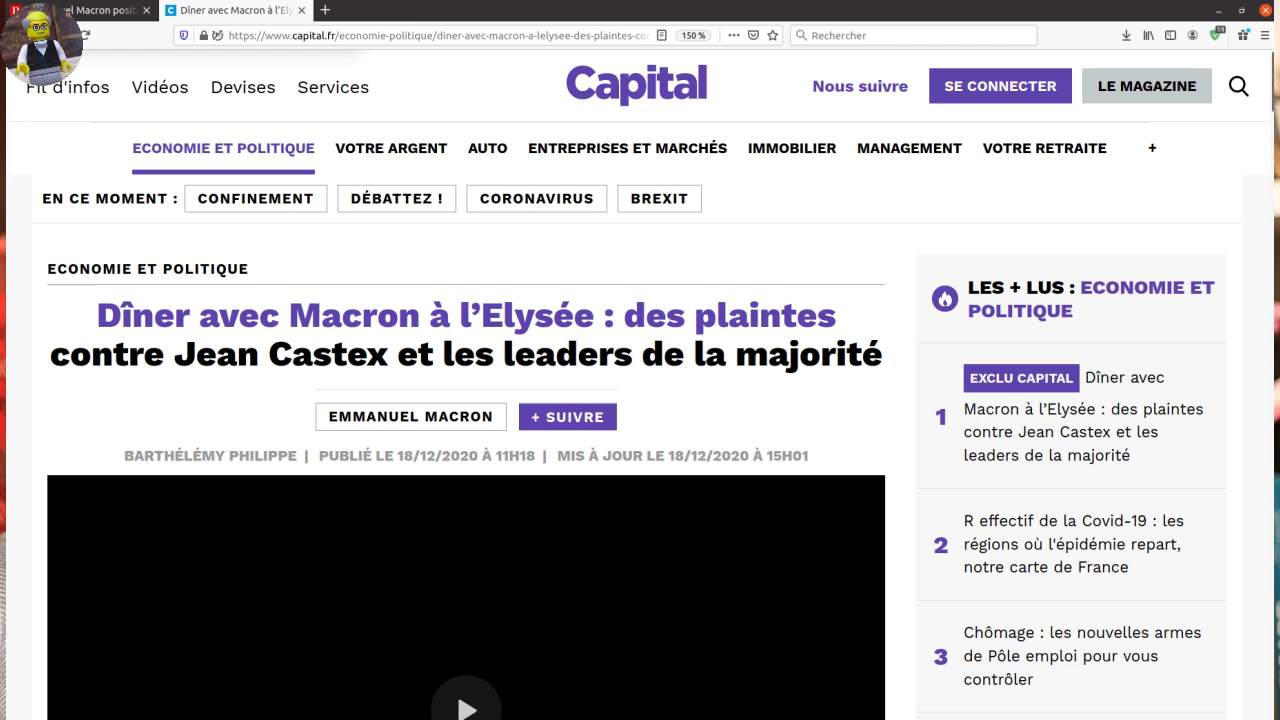 uel Macron posit
Dîner avec Macron à l'Ely
https://www.capital.fr/economie-politique/diner-avec-macron-a-lelysee-des-plaintes-co
150 %
Rechercher
14
Fil d'infos Vidéos Devises Services
Capital
Nous suivre
SE CONNECTER
LE MAGAZINE
ECONOMIE ET POLITIQUE VOTRE ARGENT AUTO ENTREPRISES ET MARCHÉS IMMOBILIER MANAGEMENT VOTRE RETRAITE +
EN CE MOMENT : CONFINEMENT DÉBATTEZ ! CORONAVIRUS BREXIT
ECONOMIE ET POLITIQUE
Dîner avec Macron à l’Elysée : des plaintes
contre Jean Castex et les leaders de la majorité
EMMANUEL MACRON + SUIVRE
BARTHÉLÉMY PHILIPPE | PUBLIÉ LE 18/12/2020 À 11H18 | MIS À JOUR LE 18/12/2020 À 15H01
LES + LUS : ECONOMIE ET
POLITIQUE
1
EXCLU CAPITAL Dîner avec
Macron à l’Elysée : des plaintes
contre Jean Castex et les
leaders de la majorité
2
R effectif de la Covid-19 : les
régions où l'épidémie repart,
notre carte de France
3
Chômage : les nouvelles armes
de Pôle emploi pour vous
contrôler